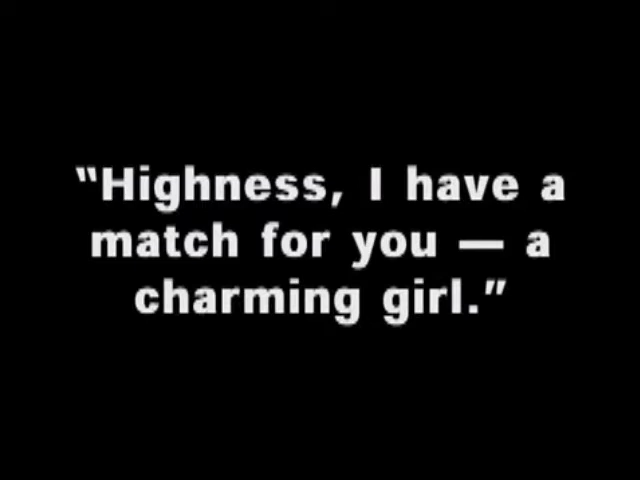 “Highness, I have a
match for you — a
charming girl.”